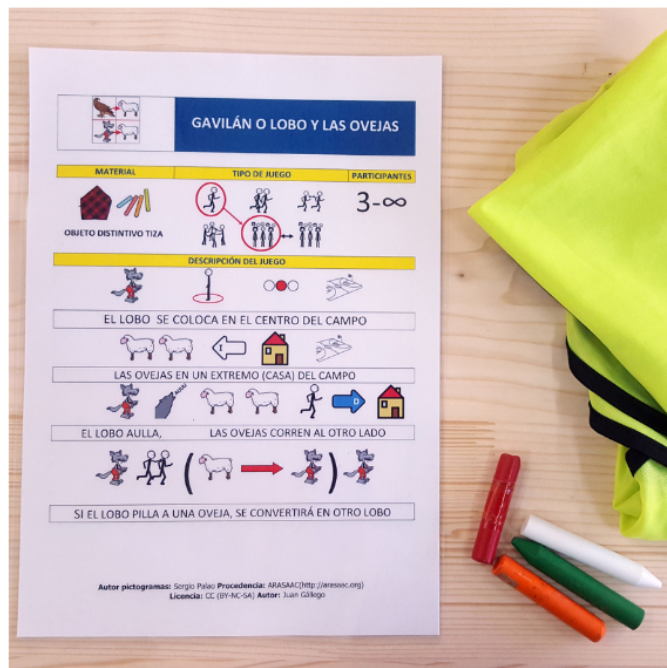 GAVILÁN O LOBO Y LAS OVEJAS
MATERIAL TIPO DE JUEGO PARTICIPANTES
3-∞
OBJETO DISTINTIVO TIZA
DESCRIPCIÓN DEL JUEGO
EL LOBO SE COLOCA EN EL CENTRO DEL CAMPO
I
LAS OVEJAS EN UN EXTREMO (CASA) DEL CAMPO
D
EL LOBO AULLA, LAS OVEJAS CORREN AL OTRO LADO
( )
SI EL LOBO PILLA A UNA OVEJA, SE CONVERTIRÁ EN OTRO LOBO
Autor pictogramas: Sergio Palao Procedencia: ARASAAC(http://arasaac.org)
Licencia: CC (BY-NC-SA) Autor: Juan Gállego